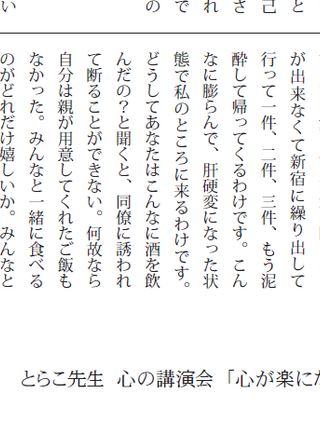 と
己
さ
れ
で
の
い
が出来なくて新宿に繰り出して
行って一件、二件、三件、もう泥
酔して帰ってくるわけです。こん
なに膨らんで、肝硬変になった状
態で私のところに来るわけです。
どうしてあなたはこんなに酒を飲
んだの？と聞くと、同僚に誘われ
て断ることができない。何故なら
自分は親が用意してくれたご飯も
なかった。みんなと一緒に食べる
のがどれだけ嬉しいか。みんなと
とらこ先生 心の講演会 「心が楽に